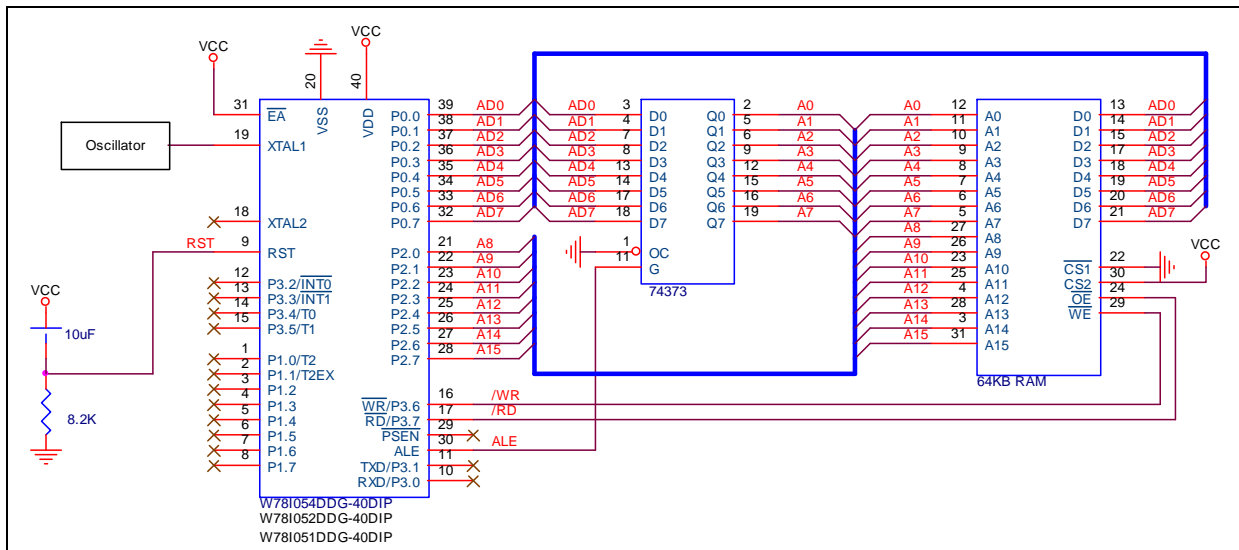 VCC
VCC
20
40
VSS
VDD
31
EA
Oscillator
19
XTAL1
18
XTAL2
RST
9
RST
12
P3.2/INT0
13
P3.3/INT1
14
P3.4/T0
15
P3.5/T1
1
P1.0/T2
2
P1.1/T2EX
3
P1.2
4
P1.3
5
P1.4
6
P1.5
7
P1.6
8
P1.7
VCC
10uF
8.2K
P0.0
39
AD0
P0.1
38
AD1
P0.2
37
AD2
P0.3
36
AD3
P0.4
35
AD4
P0.5
34
AD5
P0.6
33
AD6
P0.7
32
AD7
P2.0
21
A8
P2.1
22
A9
P2.2
23
A10
P2.3
24
A11
P2.4
25
A12
P2.5
26
A13
P2.6
27
A14
P2.7
28
A15
WR/P3.6
16
/WR
RD/P3.7
17
/RD
PSEN
29
ALE
30
ALE
TXD/P3.1
11
RXD/P3.0
10
W78I054DDG-40DIP
W78I052DDG-40DIP
W78I051DDG-40DIP
AD0
3
D0
Q0
2
A0
AD1
4
D1
Q1
5
A1
AD2
7
D2
Q2
6
A2
AD3
8
D3
Q3
9
A3
AD4
13
D4
Q4
12
A4
AD5
14
D5
Q5
15
A5
AD6
17
D6
Q6
16
A6
AD7
18
D7
Q7
19
A7
1
OC
11
G
74373
A0
12
A0
A1
11
A1
A2
10
A2
A3
9
A3
A4
8
A4
A5
7
A5
A6
6
A6
A7
5
A7
A8
27
A8
A9
26
A9
A10
23
A10
A11
25
A11
A12
4
A12
A13
28
A13
A14
3
A14
A15
31
A15
D0
13
AD0
D1
14
AD1
D2
15
AD2
D3
17
AD3
D4
18
AD4
D5
19
AD5
D6
20
AD6
D7
21
AD7
VCC
CS1
22
CS2
30
OE
24
WE
29
64KB RAM